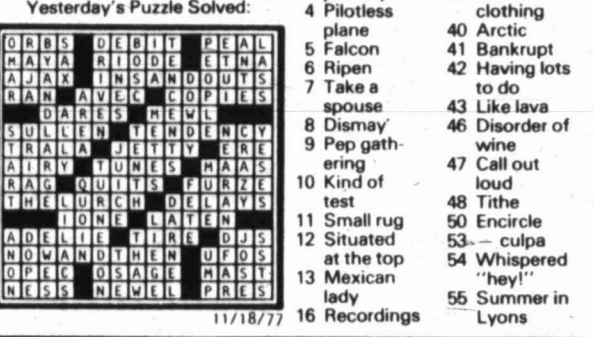 Yesterday's Puzzle Solved:
ORBS DEBIT PEAL
MAYA RIODE ETNA
AJAX INSANDOUTS
RAN AVEC COPIES
DARES MEWL
SULLEN TENDENCY
TRALA JETTY ERE
AIRY TUNES MAAS
RAG QUITS FURZE
THELURCH DELAYS
IONE LATEN
ADELIE TIRE DJS
NOWANDTHEN UFOS
OPEC OSAGE MAST
NESS NEWEL PRES
11/18/77
4 Pilotless
plane
5 Falcon
6 Ripen
7 Take a
spouse
8 Dismay
9 Pep gath-
ering
10 Kind of
test
11 Small rug
12 Situated
at the top
13 Mexican
lady
16 Recordings
clothing
40 Arctic
41 Bankrupt
42 Having lots
to do
43 Like lava
46 Disorder of
wine
47 Call out
loud
48 Tithe
50 Encircle
53 — culpa
54 Whispered
"hey!"
55 Summer in
Lyons